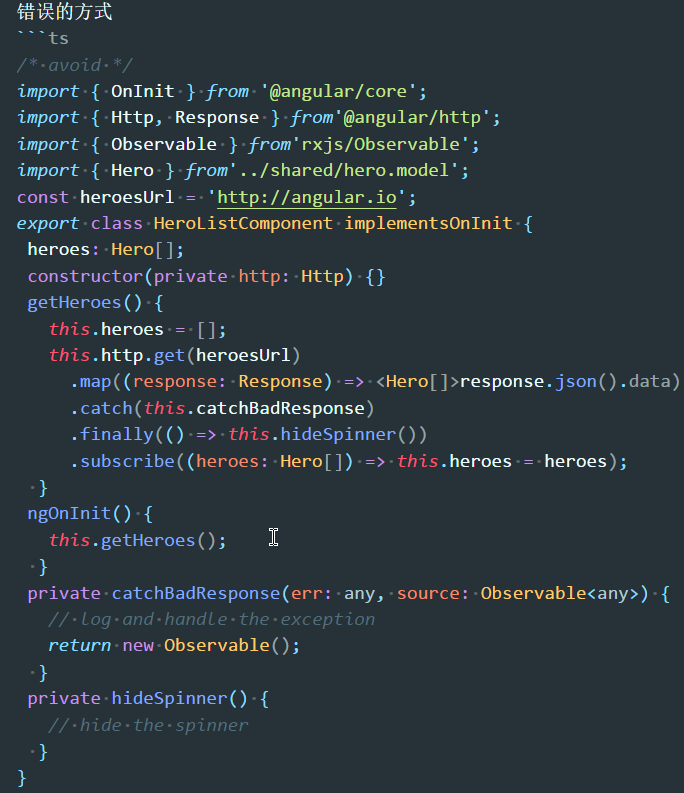 错误的方式
```ts
/* avoid */
import { OnInit } from '@angular/core';
import { Http, Response } from'@angular/http';
import { Observable } from'rxjs/Observable';
import { Hero } from'../shared/hero.model';
const heroesUrl = 'http://angular.io';
export class HeroListComponent implementsOnInit {
 heroes: Hero[];
 constructor(private http: Http) {}
 getHeroes() {
   this.heroes = [];
   this.http.get(heroesUrl)
     .map((response: Response) => <Hero[]>response.json().data)
     .catch(this.catchBadResponse)
     .finally(() => this.hideSpinner())
     .subscribe((heroes: Hero[]) => this.heroes = heroes);
  }
 ngOnInit() {
   this.getHeroes();
  }
 private catchBadResponse(err: any, source: Observable<any>) {
   // log and handle the exception
   return new Observable();
  }
 private hideSpinner() {
   // hide the spinner
  }
}